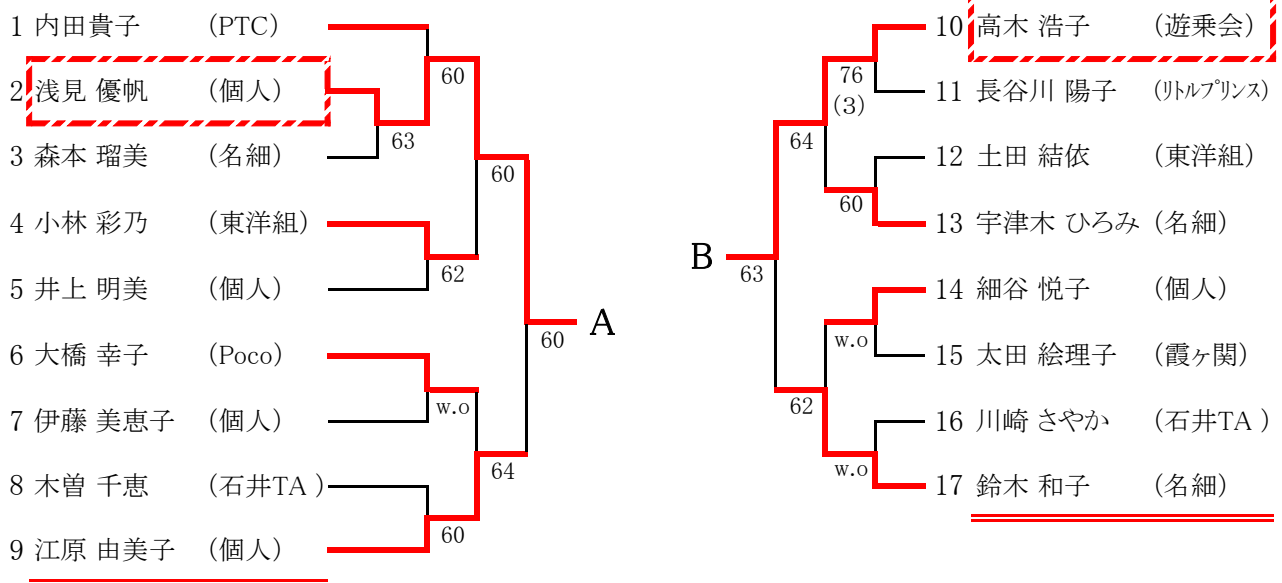 1 内田貴子 (PTC)
2 浅見 優帆 (個人)
3 森本 瑠美 (名細)
4 小林 彩乃 (東洋組)
5 井上 明美 (個人)
6 大橋 幸子 (Poco)
7 伊藤 美恵子 (個人)
8 木曽 千恵 (石井TA )
9 江原 由美子 (個人)
60
63
60
62
60
w.o
64
60
A
10 高木 浩子 (遊乗会)
11 長谷川 陽子 (リトルプリンス)
12 土田 結依 (東洋組)
13 宇津木 ひろみ (名細)
14 細谷 悦子 (個人)
15 太田 絵理子 (霞ヶ関)
16 川崎 さやか (石井TA )
17 鈴木 和子 (名細)
76
(3)
64
60
B
63
w.o
62
w.o